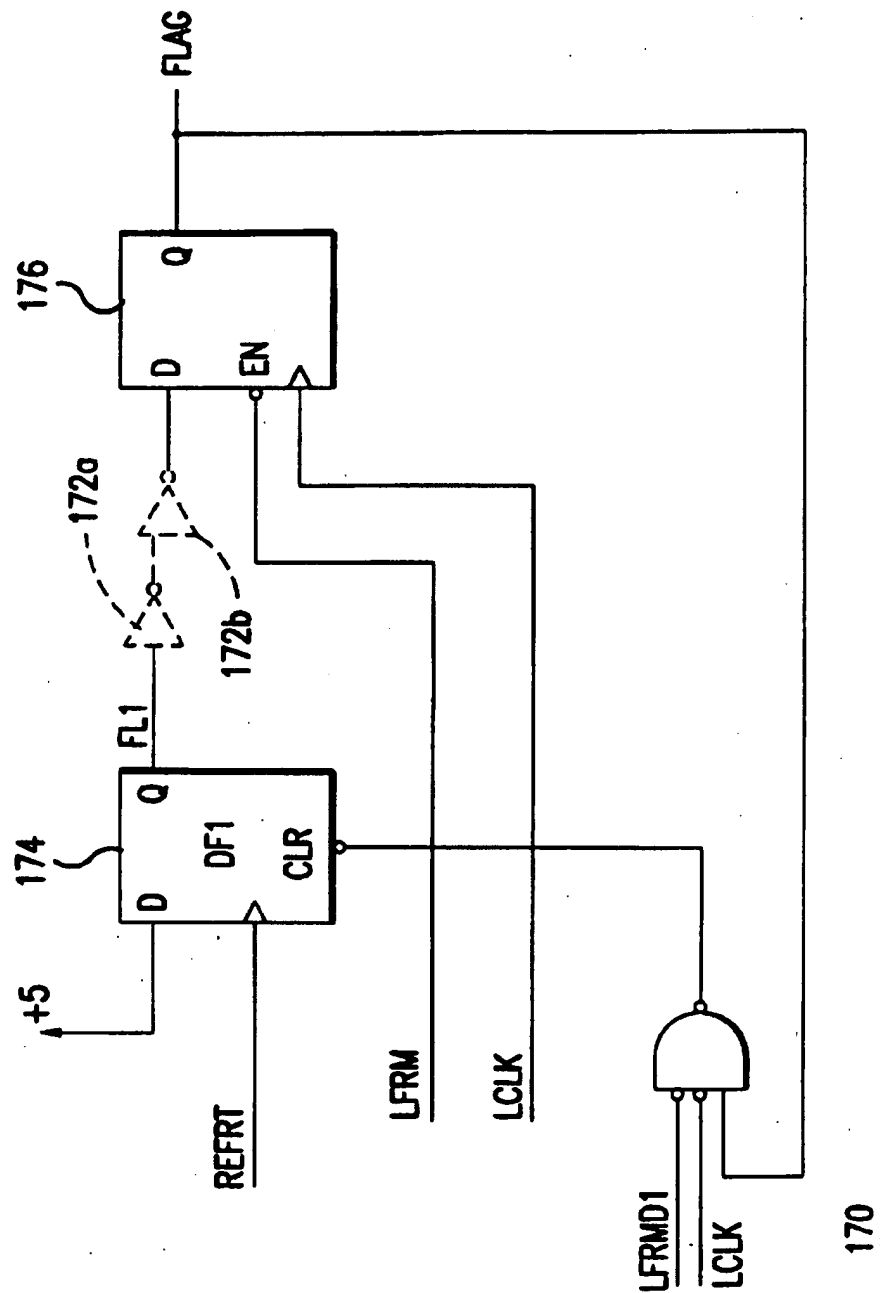 +5
174
D
Q
DF1
CLR
FL1
172a
172b
176
D
Q
EN
FLAG
REFRT
LFRM
LCLK
LFRMD1
LCLK
170